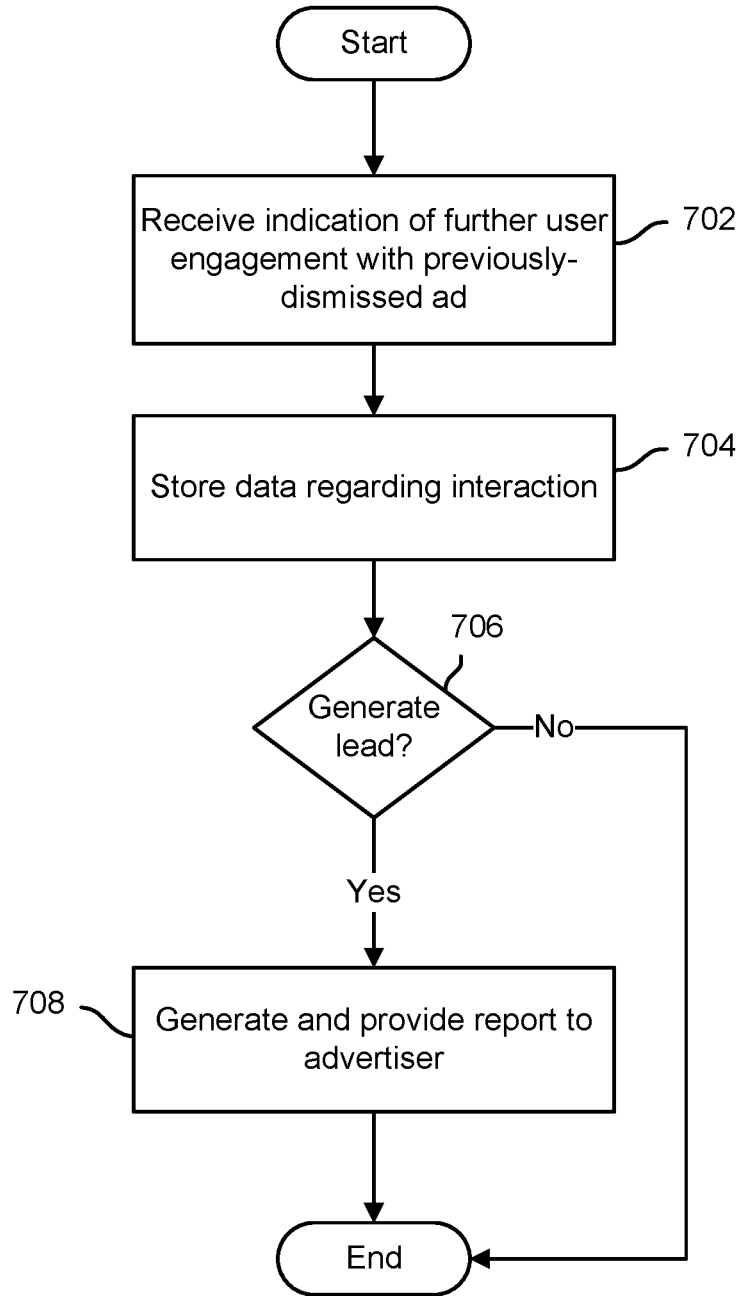 Start
Receive indication of further user
engagement with previously-
dismissed ad
702
Store data regarding interaction
704
706
Generate
lead?
No
Yes
708
Generate and provide report to
advertiser
End